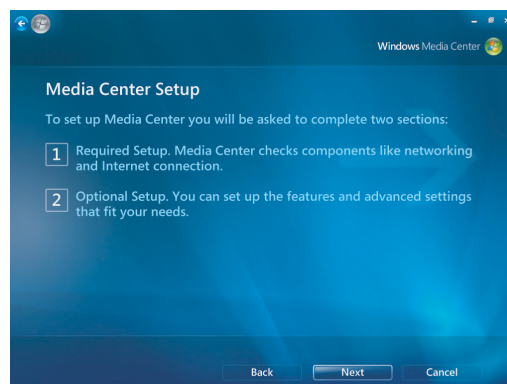 Windows Media Center
Media Center Setup
To set up Media Center you will be asked to complete two sections:
1 Required Setup. Media Center checks components like networking
and Internet connection.
2 Optional Setup. You can set up the features and advanced settings
that fit your needs.
Back Next Cancel